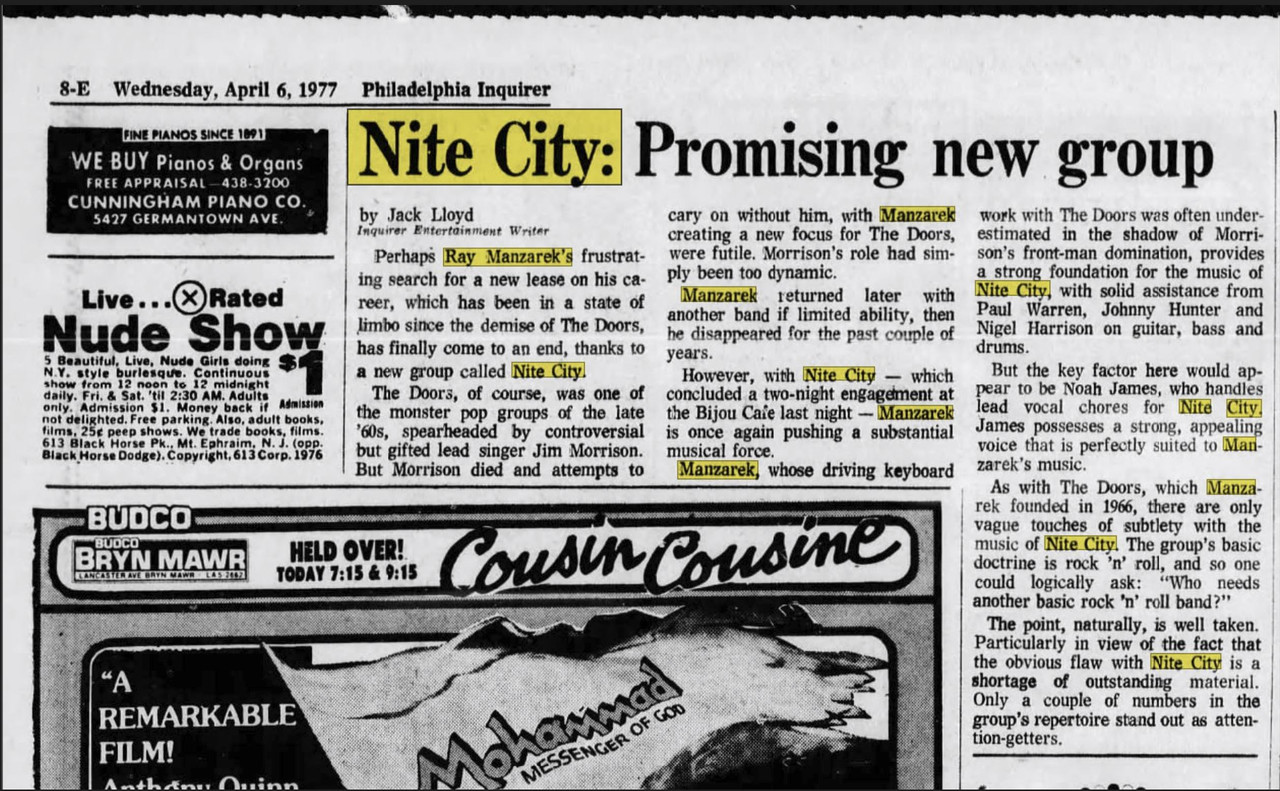 8-E Wednesday, April 6, 1977 Philadelphia Inquirer
FINE PIANOS SINCE 1891
WE BUY Pianos & Organs
FREE APPRAISAL—438-3200
CUNNINGHAM PIANO CO.
5427 GERMANTOWN AVE.
Live...X Rated
Nude Show
5 Beautiful, Live, Nude Girls doing
N.Y. style burlesque. Continuous
show from 12 noon to 12 midnight
daily. Fri. & Sat. 'til 2:30 AM. Adults
only. Admission $1. Money back if
not delighted. Free parking. Also, adult books,
films, 25¢ peep shows. We trade books, films.
613 Black Horse Pk., Mt. Ephraim, N.J. (opp.
Black Horse Dodge). Copyright, 613 Corp. 1976
$1
Admission
Nite City: Promising new group
by Jack Lloyd
Inquirer Entertainment Writer
Perhaps Ray Manzarek's frustrat-
ing search for a new lease on his ca-
reer, which has been in a state of
limbo since the demise of The Doors,
has finally come to an end, thanks to
a new group called Nite City.
The Doors, of course, was one of
the monster pop groups of the late
'60s, spearheaded by controversial
but gifted lead singer Jim Morrison.
But Morrison died and attempts to
cary on without him, with Manzarek
creating a new focus for The Doors,
were futile. Morrison's role had sim-
ply been too dynamic.
Manzarek returned later with
another band if limited ability, then
he disappeared for the past couple of
years.
However, with Nite City — which
concluded a two-night engagement at
the Bijou Cafe last night — Manzarek
is once again pushing a substantial
musical force.
Manzarek, whose driving keyboard
work with The Doors was often under-
estimated in the shadow of Morri-
son's front-man domination, provides
a strong foundation for the music of
Nite City, with solid assistance from
Paul Warren, Johnny Hunter and
Nigel Harrison on guitar, bass and
drums.
But the key factor here would ap-
pear to be Noah James, who handles
lead vocal chores for Nite City.
James possesses a strong, appealing
voice that is perfectly suited to Man-
zarek's music.
As with The Doors, which Manza-
rek founded in 1966, there are only
vague touches of subtlety with the
music of Nite City. The group's basic
doctrine is rock 'n' roll, and so one
could logically ask: "Who needs
another basic rock 'n' roll band?"
The point, naturally, is well taken.
Particularly in view of the fact that
the obvious flaw with Nite City is a
shortage of outstanding material.
Only a couple of numbers in the
group's repertoire stand out as atten-
tion-getters.
BUDCO
BUDCO
BRYN MAWR
LANCASTER AVE BRYN MAWR · LA 5-2662
HELD OVER!
TODAY 7:15 & 9:15
Cousin Cousine
"A
REMARKABLE
FILM!
Anthony Quinn
Mohammad
MESSENGER OF GOD